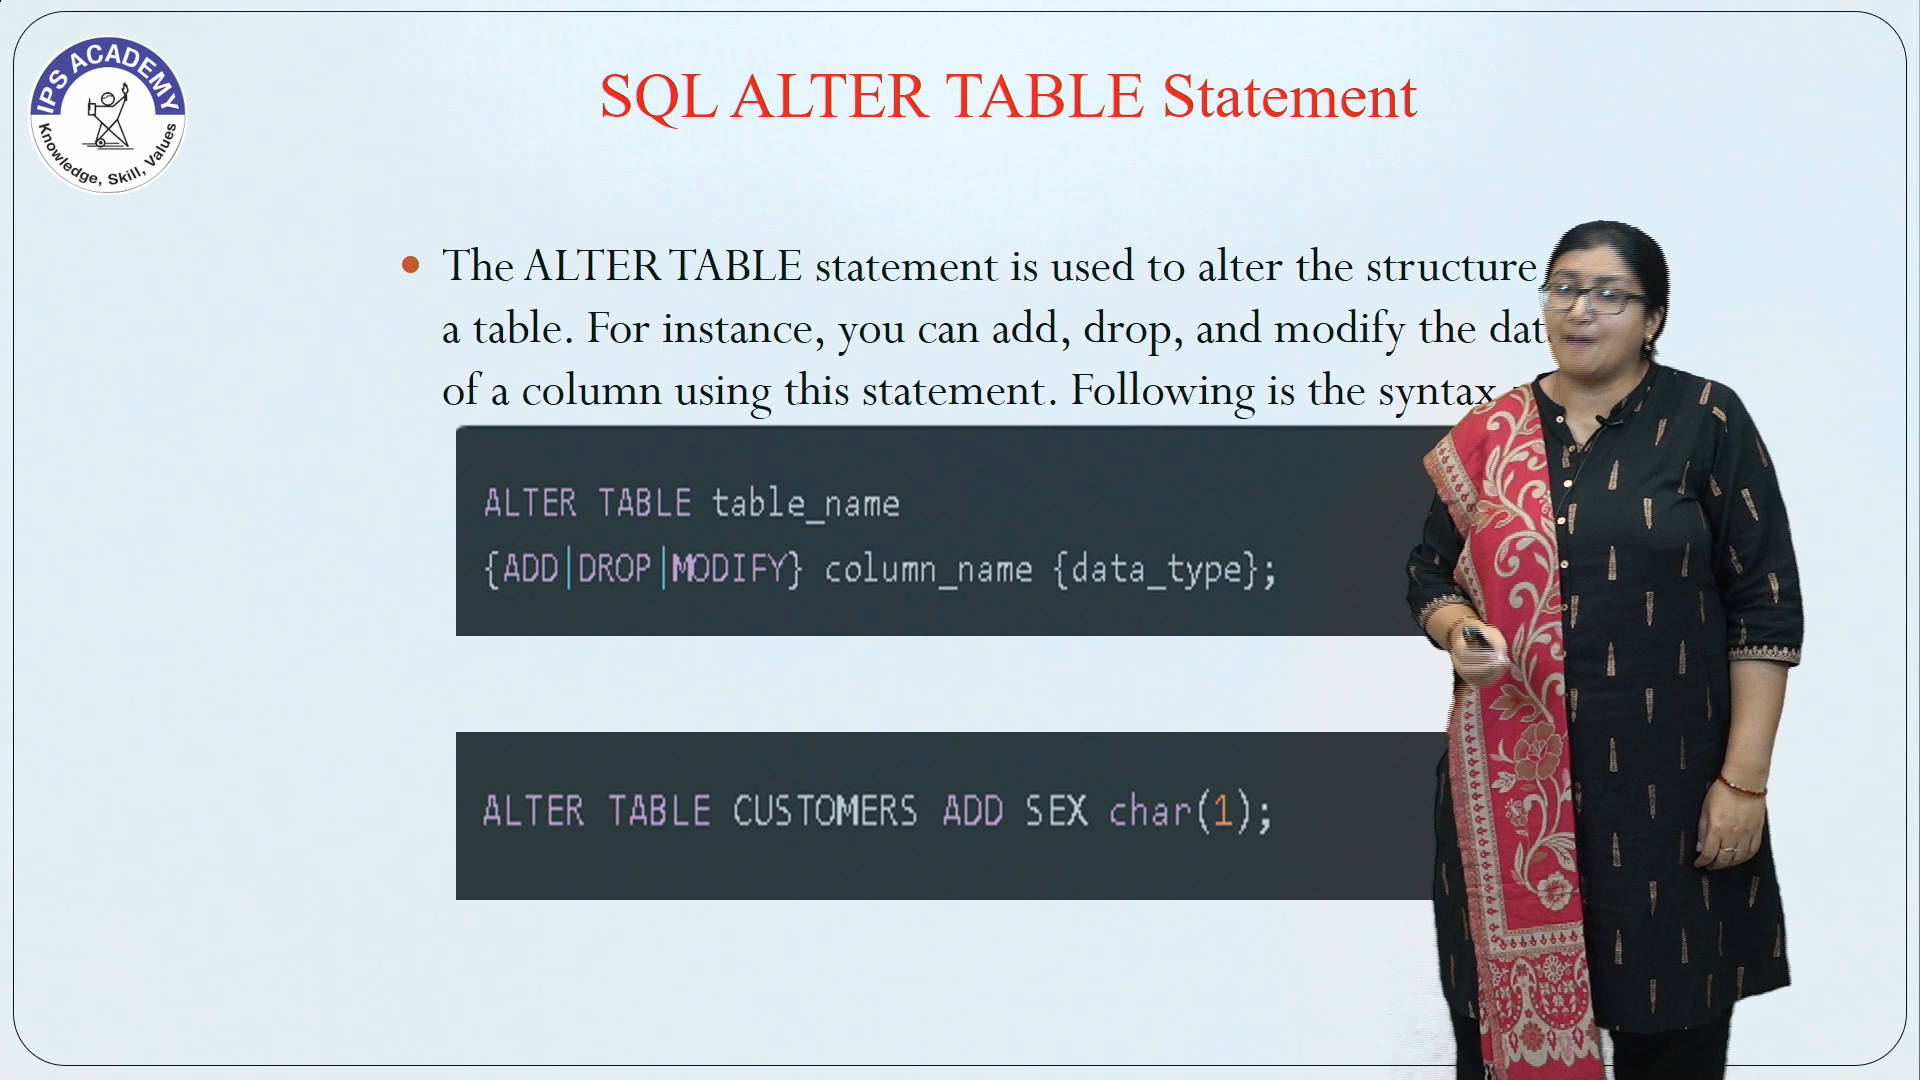 IPS ACADEMY
Knowledge, Skill, Values
SQL ALTER TABLE Statement
The ALTER TABLE statement is used to alter the structure
a table. For instance, you can add, drop, and modify the
of a column using this statement. Following is the syntax
ALTER TABLE table_name
{ADD|DROP|MODIFY} column_name {data_type};
ALTER TABLE CUSTOMERS ADD SEX char(1);